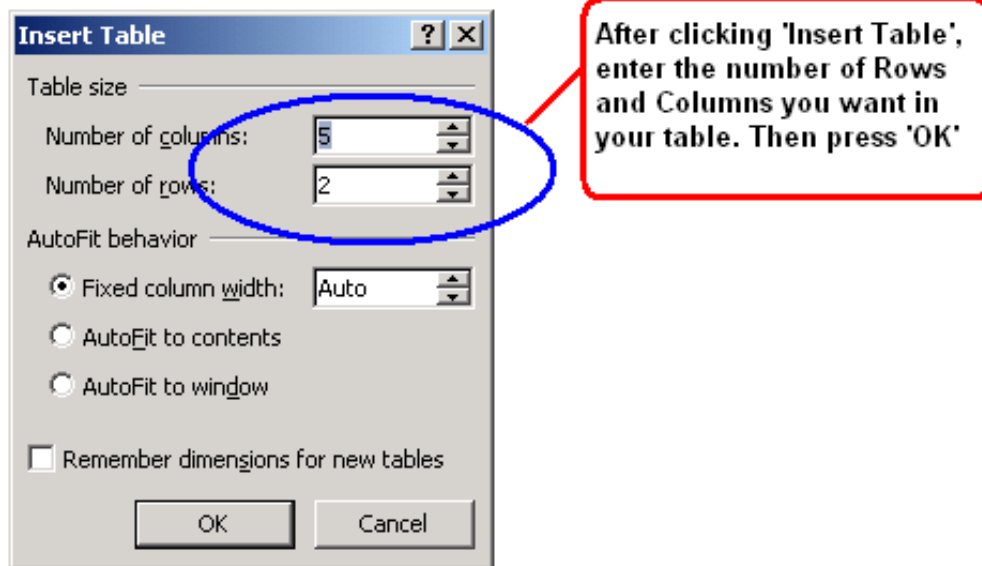 Insert Table
Table size
Number of columns: 5
Number of rows: 2
AutoFit behavior
Fixed column width: Auto
AutoFit to contents
AutoFit to window
Remember dimensions for new tables
OK Cancel
After clicking 'Insert Table',
enter the number of Rows
and Columns you want in
your table. Then press 'OK'